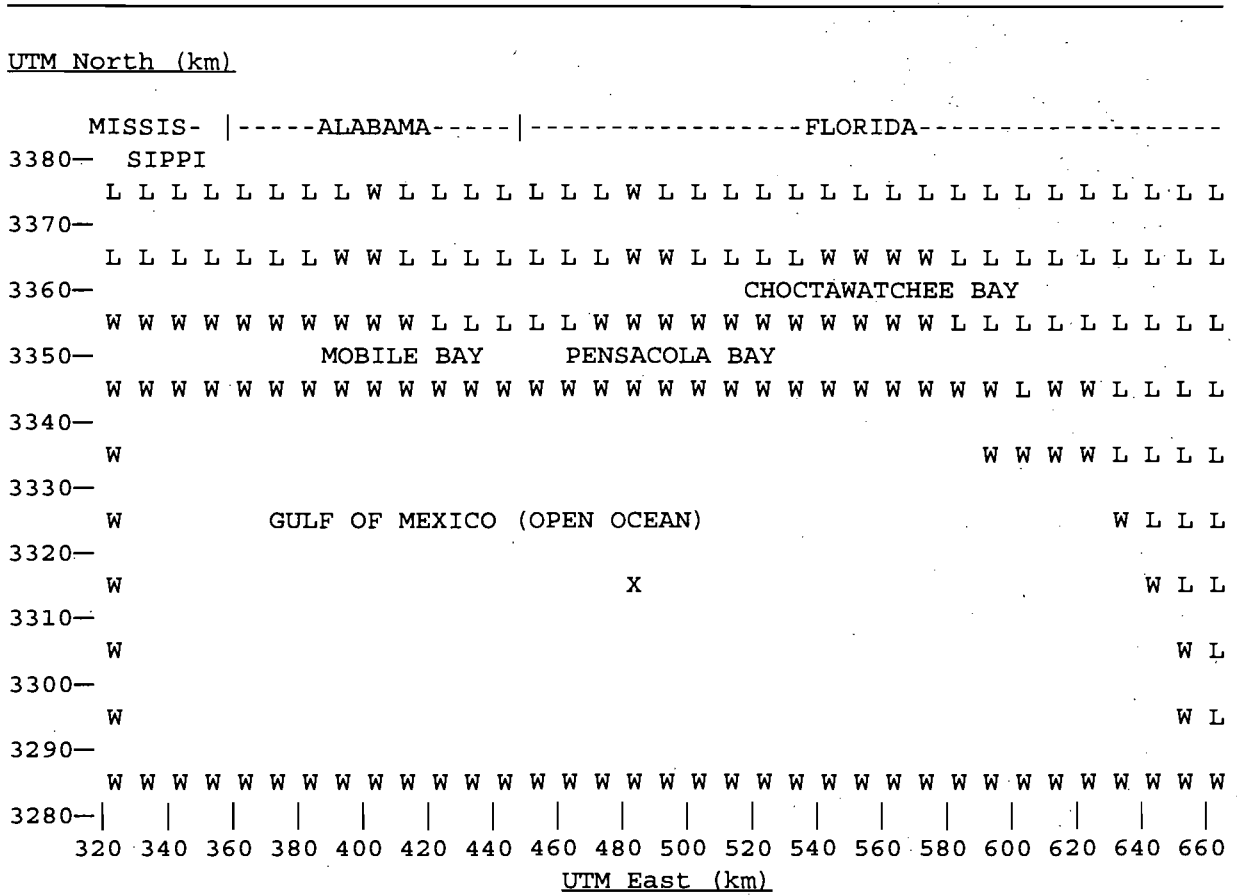 UTM North (km)
MISSIS- |-----ALABAMA-----|-----------------FLORIDA-------------------
3380— SIPPI
L L L L L L L L W L L L L L L L W L L L L L L L L L L L L L L L L L L
3370—
L L L L L L L W W L L L L L L L W W L L L L W W W W L L L L L L L L L
3360— CHOCTAWATCHEE BAY
W W W W W W W W W W L L L L L W W W W W W W W W W W L L L L L L L L L
3350— MOBILE BAY PENSACOLA BAY
W W W W W W W W W W W W W W W W W W W W W W W W W W W W L W W L L L L
3340—
W W W W W L L L L
3330—
W GULF OF MEXICO (OPEN OCEAN) W L L L
3320—
W X W L L
3310—
W W L
3300—
W W L
3290—
W W W W W W W W W W W W W W W W W W W W W W W W W W W W W W W W W W W
3280—| | | | | | | | | | | | | | | | | |
320 340 360 380 400 420 440 460 480 500 520 540 560 580 600 620 640 660
UTM East (km)